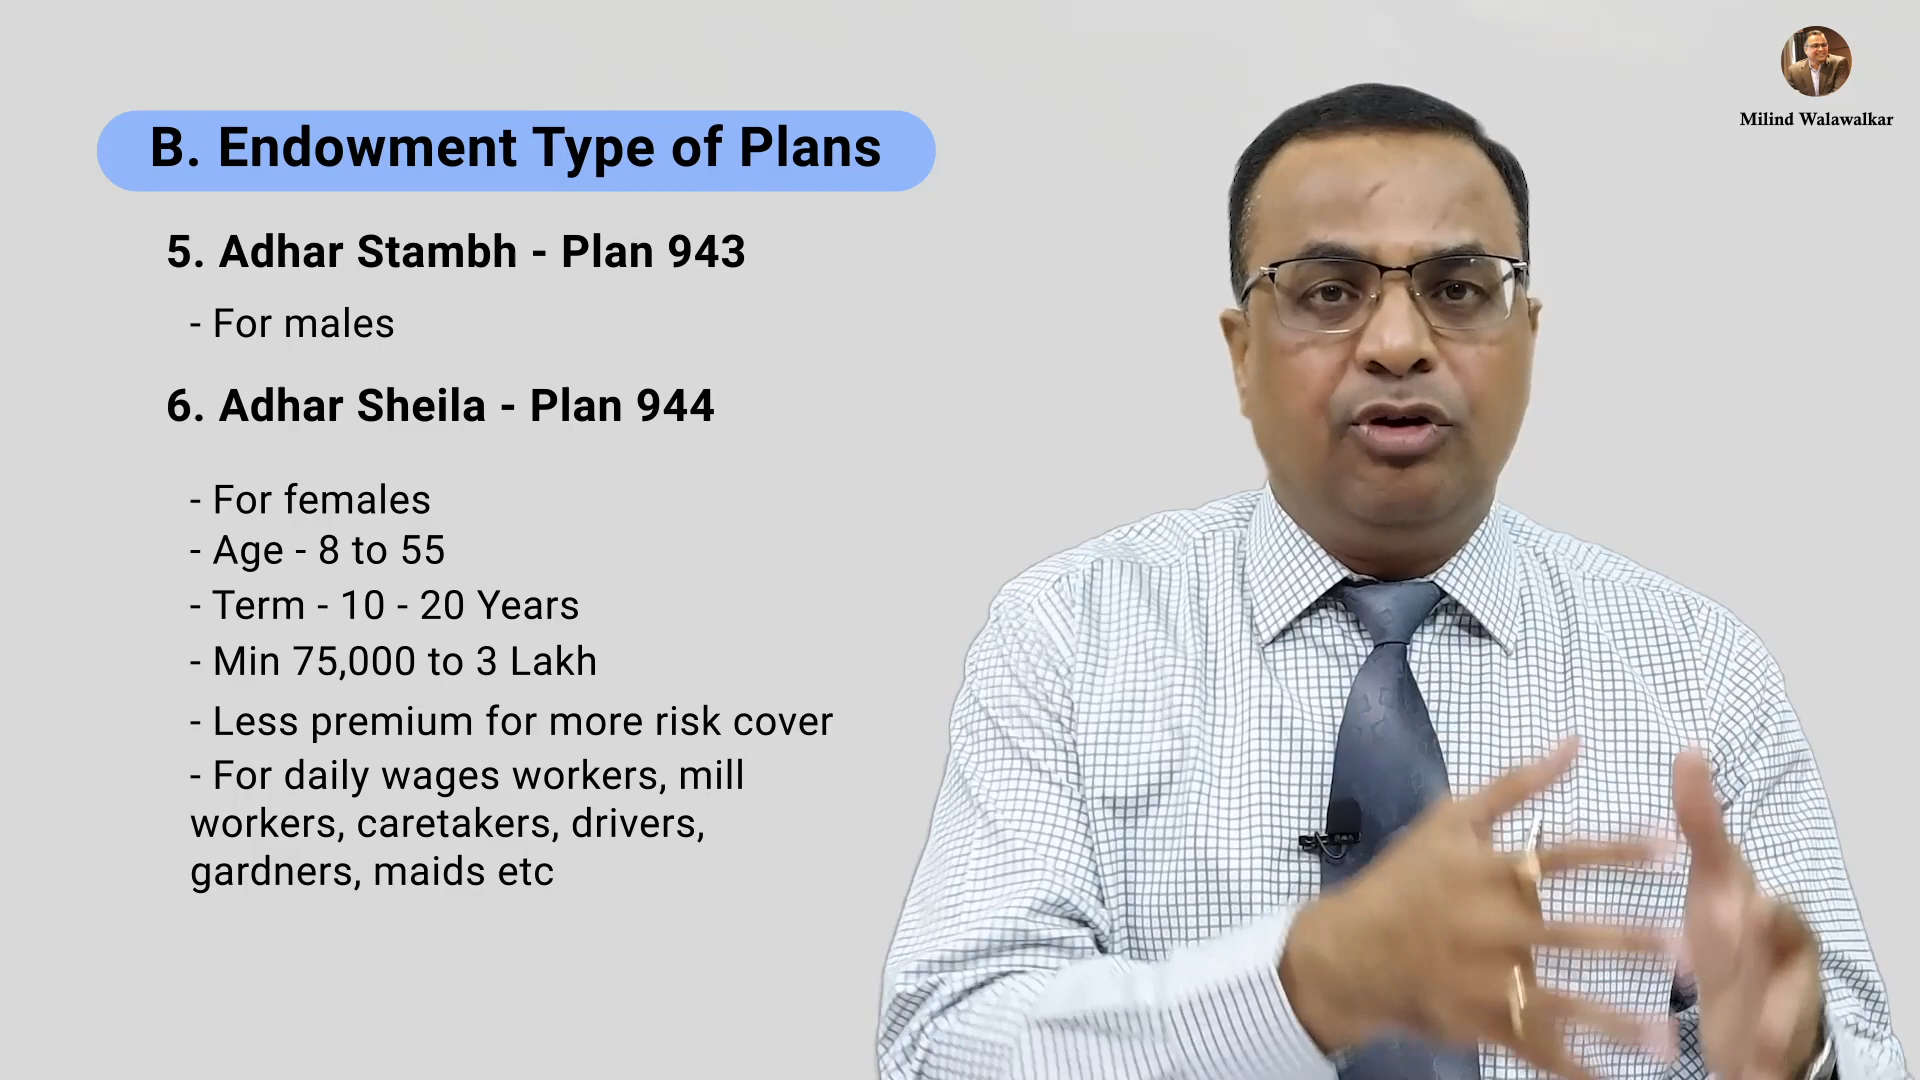 Milind Walawalkar
B. Endowment Type of Plans
5. Adhar Stambh - Plan 943
- For males
6. Adhar Sheila - Plan 944
- For females
- Age - 8 to 55
- Term - 10 - 20 Years
- Min 75,000 to 3 Lakh
- Less premium for more risk cover
- For daily wages workers, mill
workers, caretakers, drivers,
gardners, maids etc